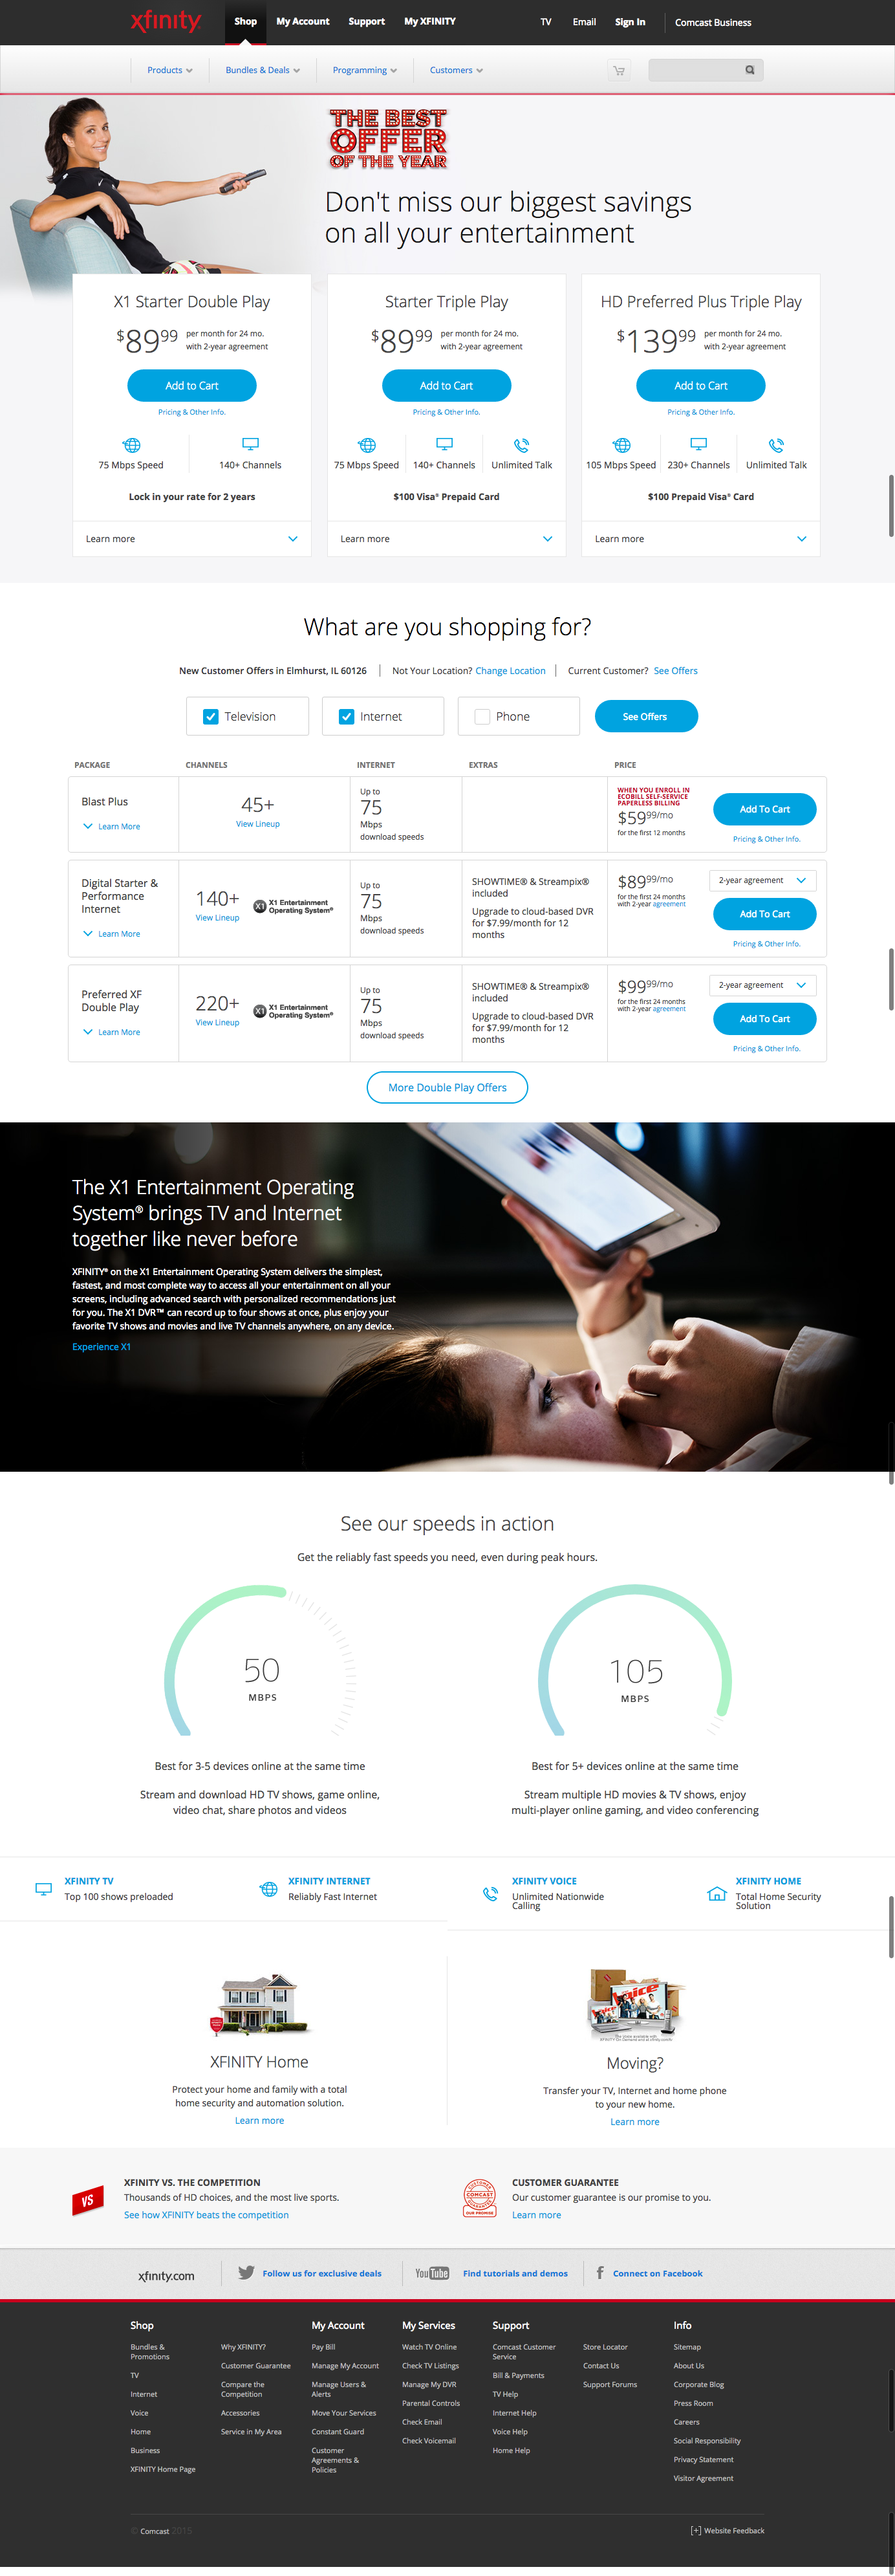 xfinity
Shop My Account Support My XFINITY TV Email Sign In Comcast Business
Products Bundles & Deals Programming Customers
THE BEST
OFFER
OF THE YEAR
Don't miss our biggest savings
on all your entertainment
X1 Starter Double Play
$89.99 per month for 24 mo.
with 2-year agreement
Add to Cart
Pricing & Other Info.
75 Mbps Speed 140+ Channels
Lock in your rate for 2 years
Learn more
Starter Triple Play
$89.99 per month for 24 mo.
with 2-year agreement
Add to Cart
Pricing & Other Info.
75 Mbps Speed 140+ Channels Unlimited Talk
$100 Visa® Prepaid Card
Learn more
HD Preferred Plus Triple Play
$139.99 per month for 24 mo.
with 2-year agreement
Add to Cart
Pricing & Other Info.
105 Mbps Speed 230+ Channels Unlimited Talk
$100 Prepaid Visa® Card
Learn more
What are you shopping for?
New Customer Offers in Elmhurst, IL 60126 Not Your Location? Change Location Current Customer? See Offers
Television Internet Phone See Offers
PACKAGE CHANNELS INTERNET EXTRAS PRICE
Blast Plus
Learn More
45+
View Lineup
Up to
75
Mbps
download speeds
WHEN YOU ENROLL IN
ECOBILL SELF-SERVICE
PAPERLESS BILLING
$59.99/mo
for the first 12 months
Add To Cart
Pricing & Other Info.
Digital Starter &
Performance
Internet
Learn More
140+
View Lineup
X1 X1 Entertainment
Operating System®
Up to
75
Mbps
download speeds
SHOWTIME® & Streampix®
included
Upgrade to cloud-based DVR
for $7.99/month for 12
months
$89.99/mo
for the first 24 months
with 2-year agreement
2-year agreement
Add To Cart
Pricing & Other Info.
Preferred XF
Double Play
Learn More
220+
View Lineup
X1 X1 Entertainment
Operating System®
Up to
75
Mbps
download speeds
SHOWTIME® & Streampix®
included
Upgrade to cloud-based DVR
for $7.99/month for 12
months
$99.99/mo
for the first 24 months
with 2-year agreement
2-year agreement
Add To Cart
Pricing & Other Info.
More Double Play Offers
The X1 Entertainment Operating
System® brings TV and Internet
together like never before
XFINITY® on the X1 Entertainment Operating System delivers the simplest,
fastest, and most complete way to access all your entertainment on all your
screens, including advanced search with personalized recommendations just
for you. The X1 DVR™ can record up to four shows at once, plus enjoy your
favorite TV shows and movies and live TV channels anywhere, on any device.
Experience X1
See our speeds in action
Get the reliably fast speeds you need, even during peak hours.
50
MBPS
Best for 3-5 devices online at the same time
Stream and download HD TV shows, game online,
video chat, share photos and videos
105
MBPS
Best for 5+ devices online at the same time
Stream multiple HD movies & TV shows, enjoy
multi-player online gaming, and video conferencing
XFINITY TV
Top 100 shows preloaded
XFINITY INTERNET
Reliably Fast Internet
XFINITY VOICE
Unlimited Nationwide
Calling
XFINITY HOME
Total Home Security
Solution
XFINITY Home
Protect your home and family with a total
home security and automation solution.
Learn more
Voice
Moving?
Transfer your TV, Internet and home phone
to your new home.
Learn more
VS
XFINITY VS. THE COMPETITION
Thousands of HD choices, and the most live sports.
See how XFINITY beats the competition
COMCAST
OUR PROMISE
CUSTOMER GUARANTEE
Our customer guarantee is our promise to you.
Learn more
xfinity.com
Follow us for exclusive deals
YouTube Find tutorials and demos
f Connect on Facebook
Shop
Bundles &
Promotions
TV
Internet
Voice
Home
Business
XFINITY Home Page
Why XFINITY?
Customer Guarantee
Compare the
Competition
Accessories
Service in My Area
My Account
Pay Bill
Manage My Account
Manage Users &
Alerts
Move Your Services
Constant Guard
Customer
Agreements &
Policies
My Services
Watch TV Online
Check TV Listings
Manage My DVR
Parental Controls
Check Email
Check Voicemail
Support
Comcast Customer
Service
Bill & Payments
TV Help
Internet Help
Voice Help
Home Help
Store Locator
Contact Us
Support Forums
Info
Sitemap
About Us
Corporate Blog
Press Room
Careers
Social Responsibility
Privacy Statement
Visitor Agreement
© Comcast 2015
[+] Website Feedback